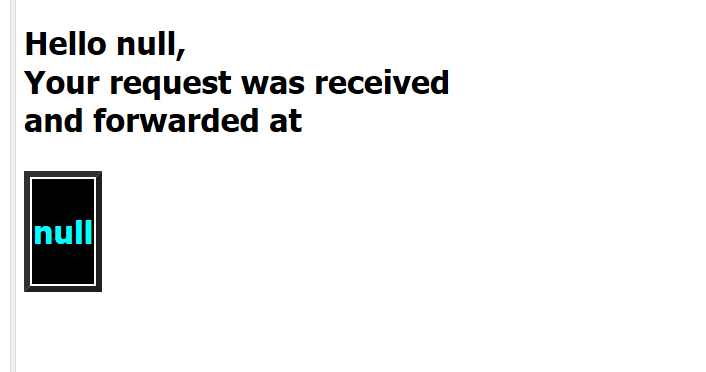 Hello null,
Your request was received
and forwarded at
null